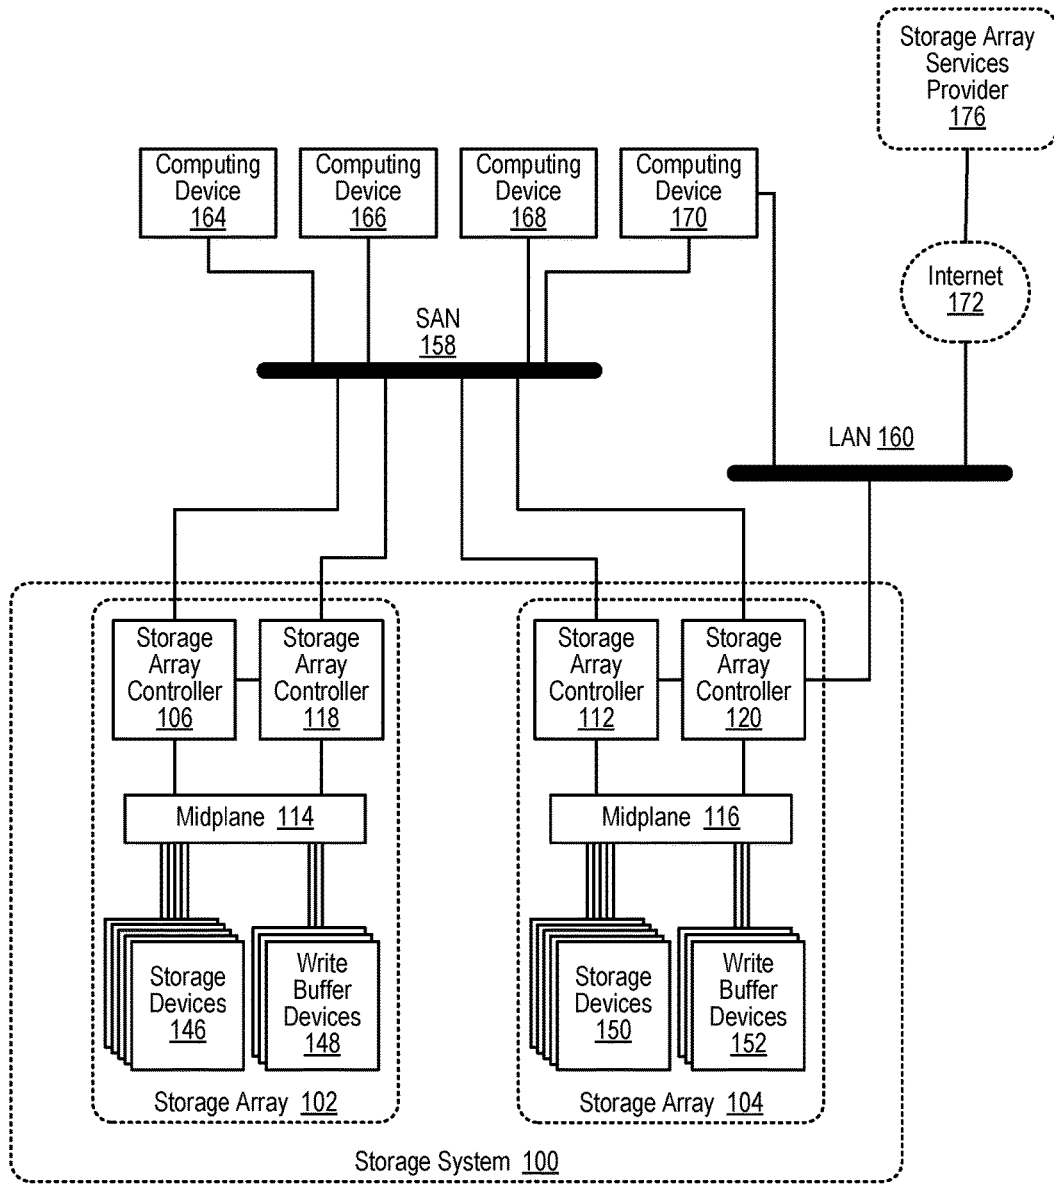 Storage Array
Services
Provider
176
Computing
Device
164
Computing
Device
166
Computing
Device
168
Computing
Device
170
Internet
172
SAN
158
LAN 160
Storage
Array
Controller
106
Storage
Array
Controller
118
Storage
Array
Controller
112
Storage
Array
Controller
120
Midplane 114
Midplane 116
Storage
Devices
146
Write
Buffer
Devices
148
Storage
Devices
150
Write
Buffer
Devices
152
Storage Array 102
Storage Array 104
Storage System 100